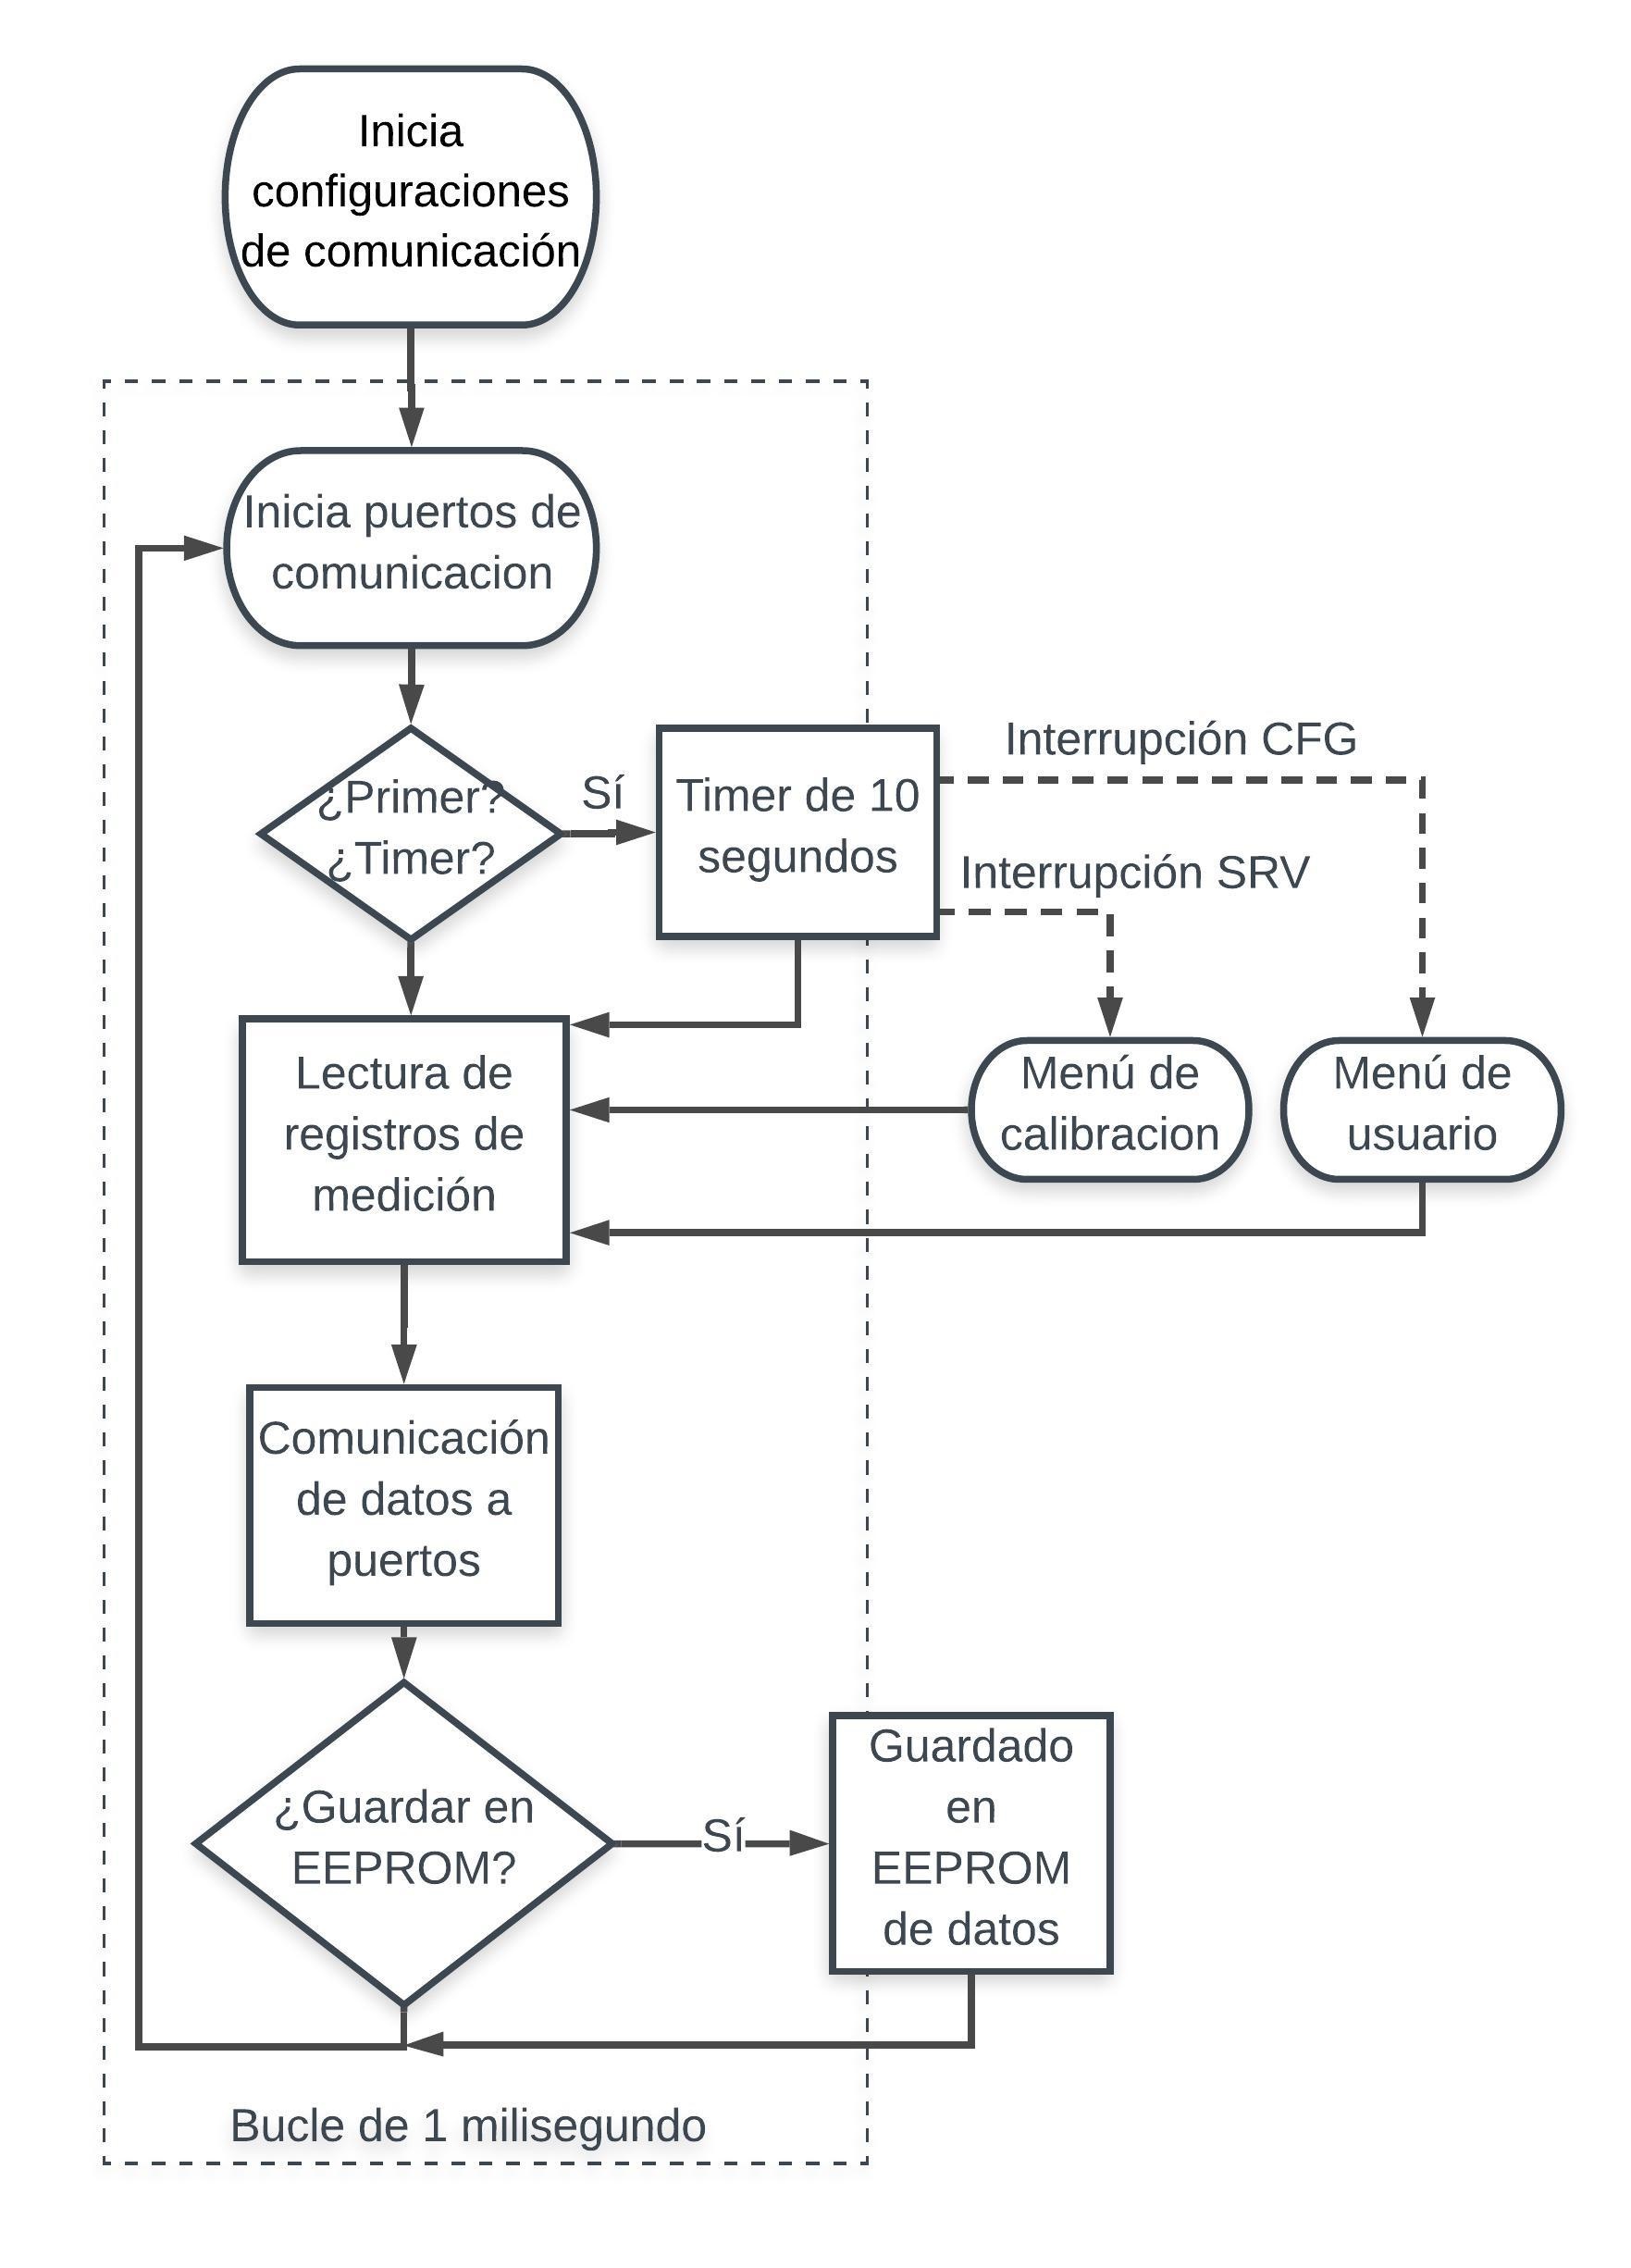 Inicia
configuraciones
de comunicación
Inicia puertos de
comunicacion
¿Primer?
¿Timer?
Sí
Timer de 10
segundos
Interrupción CFG
Interrupción SRV
Lectura de
registros de
medición
Menú de
calibracion
Menú de
usuario
Comunicación
de datos a
puertos
¿Guardar en
EEPROM?
Sí
Guardado
en
EEPROM
de datos
Bucle de 1 milisegundo